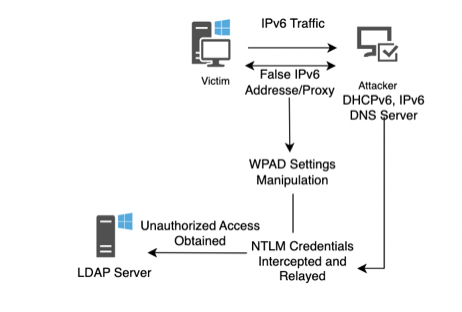 IPv6 Traffic
Victim
False IPv6
Addresse/Proxy
Attacker
DHCPv6, IPv6
DNS Server
WPAD Settings
Manipulation
Unauthorized Access
Obtained
NTLM Credentials
Intercepted and
Relayed
LDAP Server